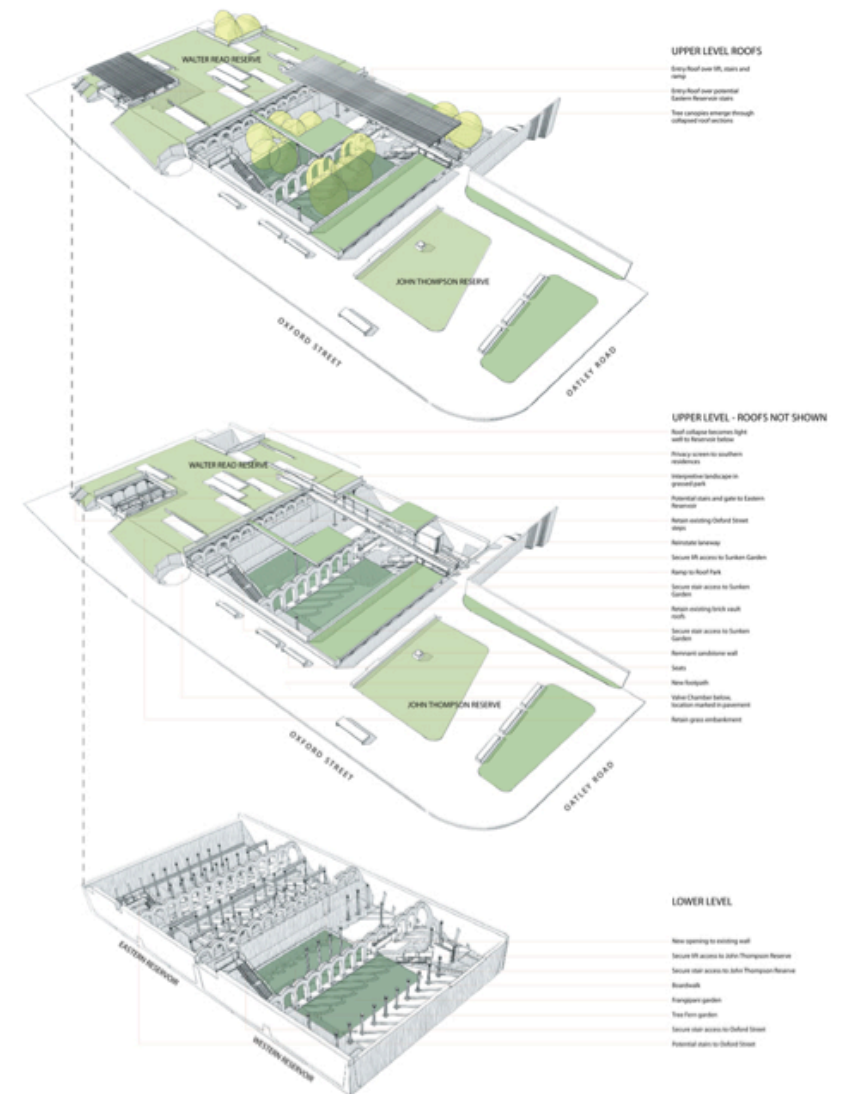 UPPER LEVEL ROOFS
WALTER READ RESERVE
Entry Roof over lift, stairs and
ramp
Entry Roof over potential
Eastern Reservoir stairs
Tree canopies emerge through
collapsed roof sections
JOHN THOMPSON RESERVE
OXFORD STREET
OATLEY ROAD
UPPER LEVEL - ROOFS NOT SHOWN
Roof collapse becomes light
well to Reservoir below
Privacy screen to southern
residences
WALTER READ RESERVE
Interpretive landscape in
grassed park
Potential stairs and gate to Eastern
Reservoir
Retain existing Oxford Street
steps
Reinstate laneway
Secure lift access to Sunken Garden
Ramp to Roof Park
Secure stair access to Sunken
Garden
Retain existing brick vault
roofs
Secure stair access to Sunken
Garden
Remnant sandstone wall
Seats
New footpath
Valve Chamber below,
location marked in pavement
JOHN THOMPSON RESERVE
Retain grass embankment
OXFORD STREET
OATLEY ROAD
LOWER LEVEL
New opening to existing wall
Secure lift access to John Thompson Reserve
Secure stair access to John Thompson Reserve
Boardwalk
Frangipani garden
Tree Fern garden
Secure stair access to Oxford Street
Potential stairs to Oxford Street
EASTERN RESERVOIR
WESTERN RESERVOIR